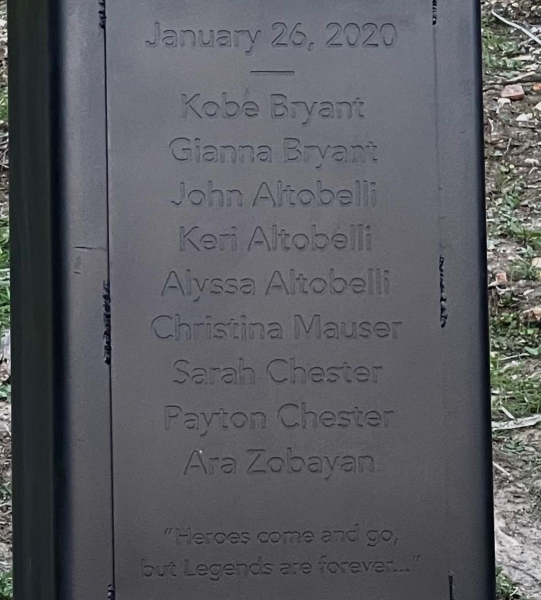 January 26, 2020
Kobe Bryant
Gianna Bryant
John Altobelli
Keri Altobelli
Alyssa Altobelli
Christina Mauser
Sarah Chester
Payton Chester
Ara Zobayan
"Heroes come and go,
but Legends are forever..."